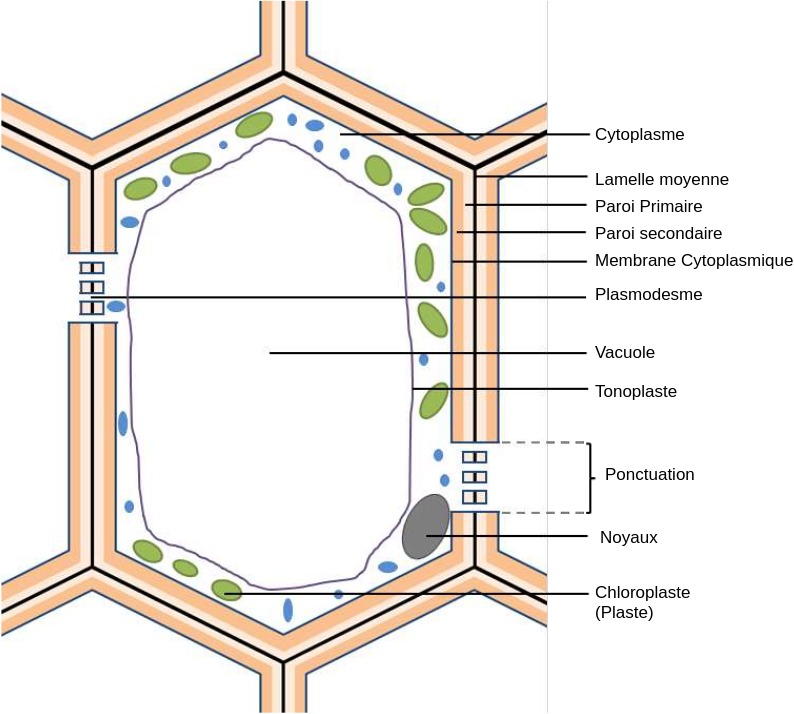 Cytoplasme
Lamelle moyenne
Paroi Primaire
Paroi secondaire
Membrane Cytoplasmique
Plasmodesme
Vacuole
Tonoplaste
Ponctuation
Noyaux
Chloroplaste
(Plaste)